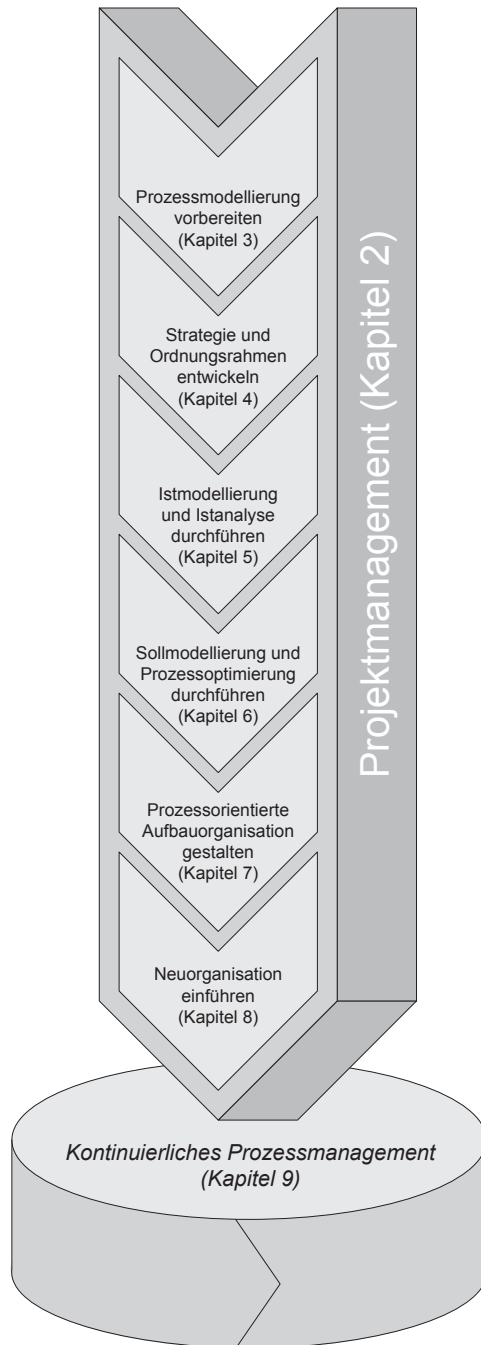 Prozessmodellierung
vorbereiten
(Kapitel 3)
Strategie und
Ordnungsrahmen
entwickeln
(Kapitel 4)
Istmodellierung
und Istanalyse
durchführen
(Kapitel 5)
Sollmodellierung und
Prozessoptimierung
durchführen
(Kapitel 6)
Prozessorientierte
Aufbauorganisation
gestalten
(Kapitel 7)
Neuorganisation
einführen
(Kapitel 8)
Projektmanagement (Kapitel 2)
Kontinuierliches Prozessmanagement
(Kapitel 9)